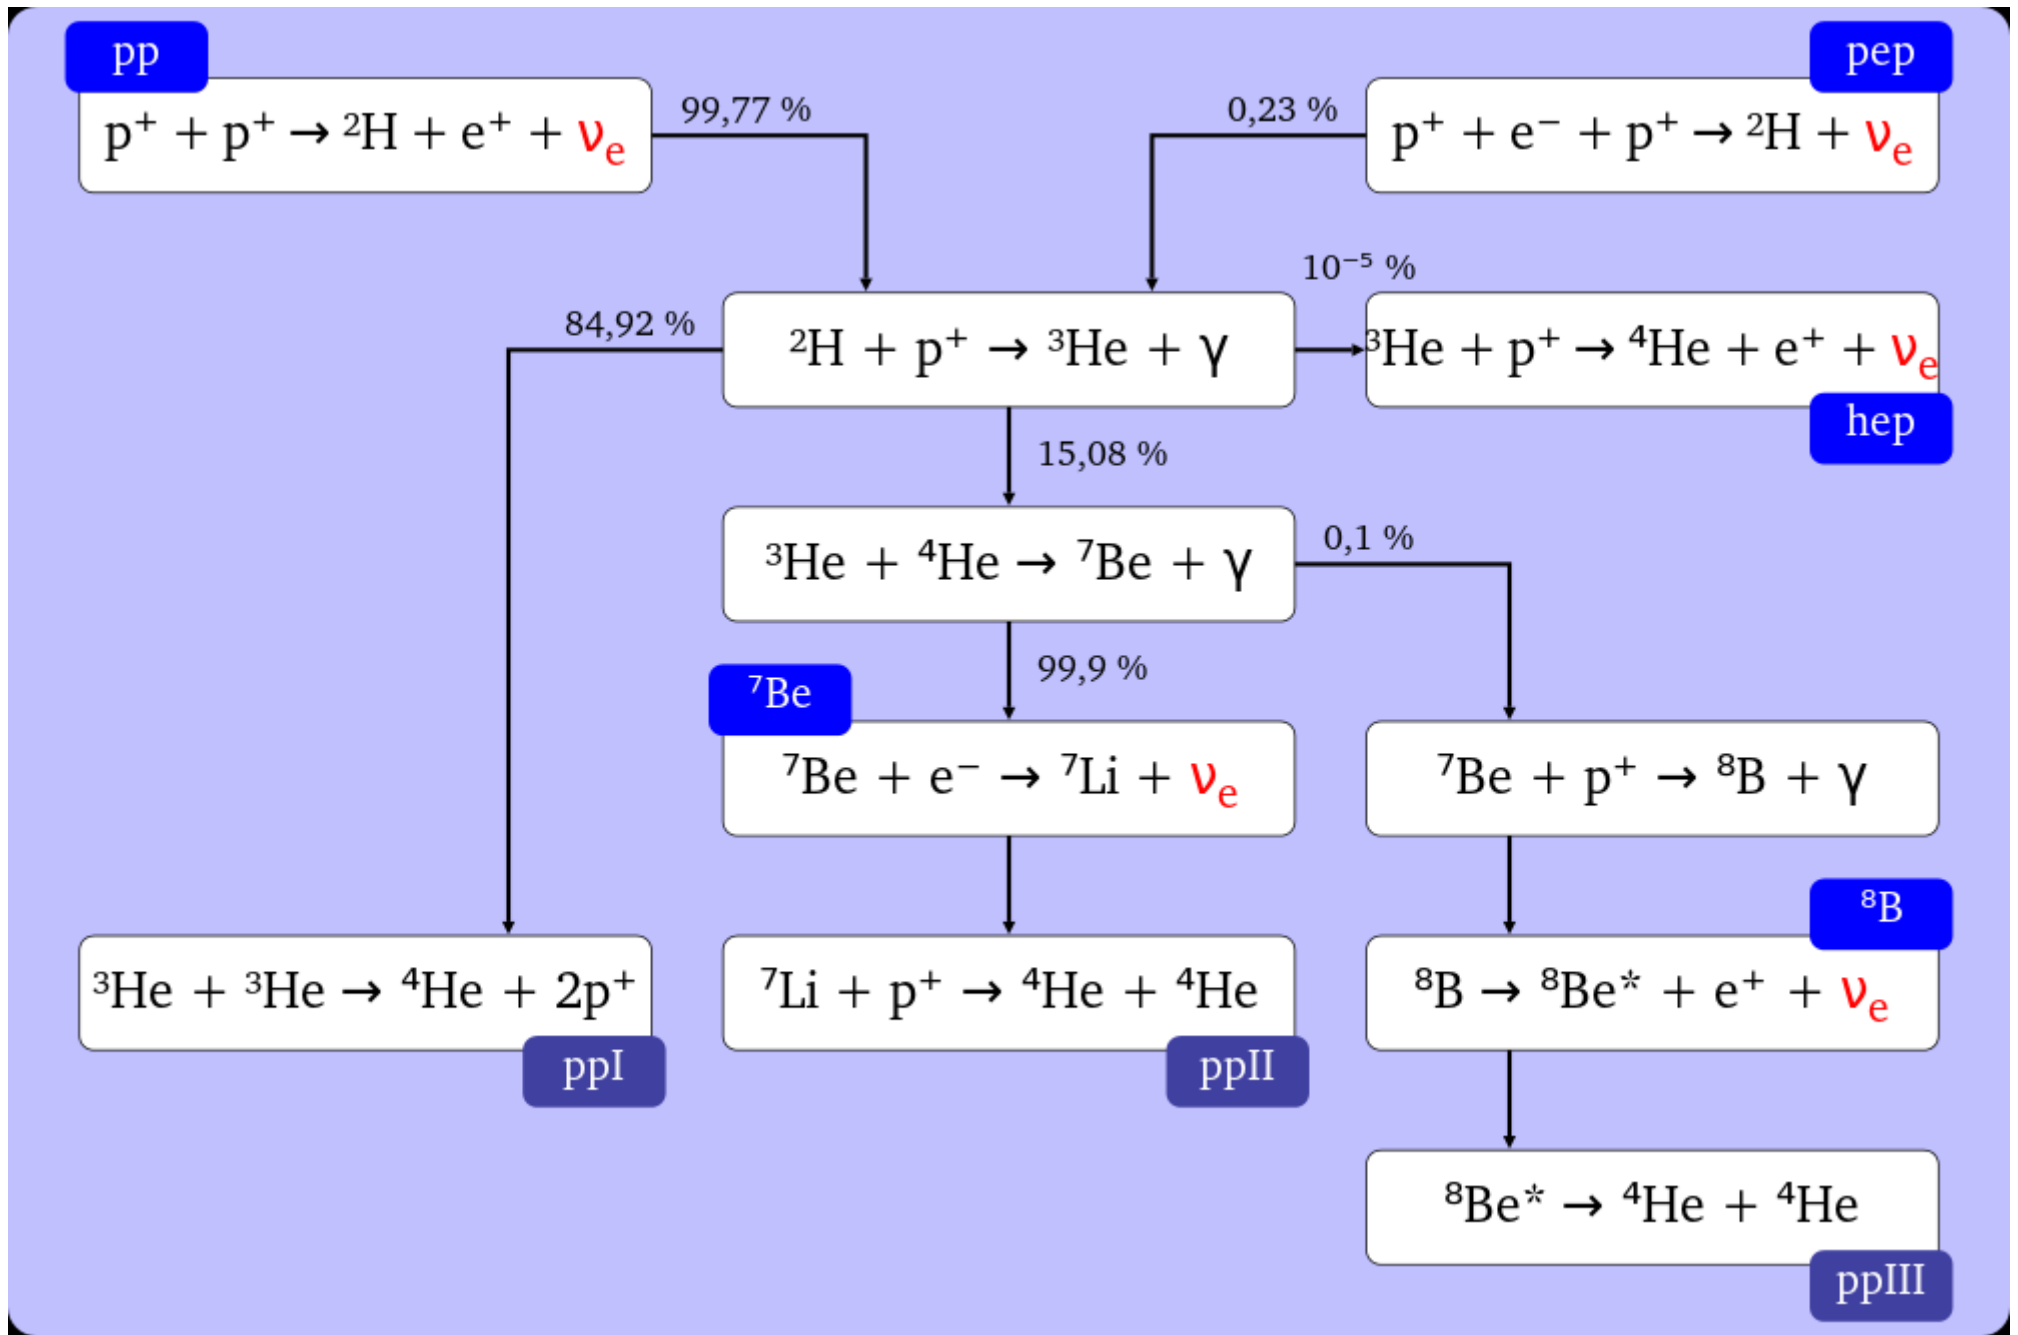 pp
pep
p⁺ + p⁺ → ²H + e⁺ + νₑ
99,77 %
0,23 %
p⁺ + e⁻ + p⁺ → ²H + νₑ
10⁻⁵ %
84,92 %
²H + p⁺ → ³He + γ
³He + p⁺ → ⁴He + e⁺ + νₑ
hep
15,08 %
³He + ⁴He → ⁷Be + γ
0,1 %
99,9 %
⁷Be
⁷Be + e⁻ → ⁷Li + νₑ
⁷Be + p⁺ → ⁸B + γ
⁸B
³He + ³He → ⁴He + 2p⁺
⁷Li + p⁺ → ⁴He + ⁴He
⁸B → ⁸Be* + e⁺ + νₑ
ppI
ppII
⁸Be* → ⁴He + ⁴He
ppIII